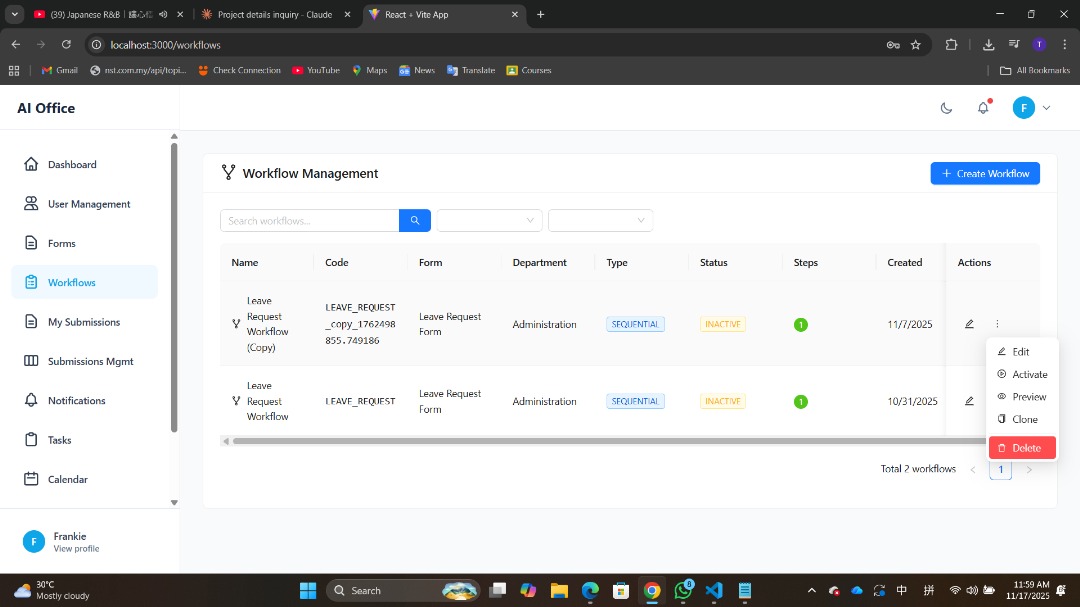 (39) Japanese R&B |
Project details inquiry - Claude
React + Vite App
localhost:3000/workflows
T
Gmail
nst.com.my/api/topi...
Check Connection
YouTube
Maps
News
Translate
Courses
All Bookmarks
AI Office
F
Dashboard
User Management
Forms
Workflows
My Submissions
Submissions Mgmt
Notifications
Tasks
Calendar
F
Frankie
View profile
Workflow Management
Create Workflow
Search workflows...
Name Code Form Department Type Status Steps Created Actions
Leave
Request
Workflow
(Copy)
LEAVE_REQUEST
_copy_1762498
855.749186
Leave Request
Form
Administration
SEQUENTIAL
INACTIVE
1
11/7/2025
Leave
Request
Workflow
LEAVE_REQUEST
Leave Request
Form
Administration
SEQUENTIAL
INACTIVE
1
10/31/2025
Edit
Activate
Preview
Clone
Delete
Total 2 workflows
1
30°C
Mostly cloudy
Search
8
中
拼
11:59 AM
11/17/2025